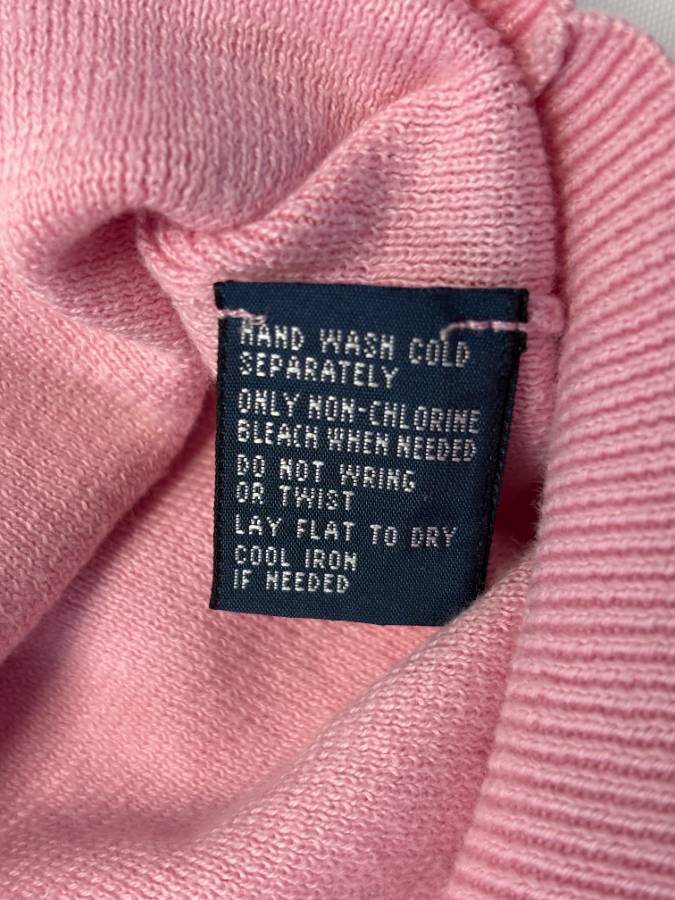 HAND WASH COLD
SEPARATELY
ONLY NON-CHLORINE
BLEACH WHEN NEEDED
DO NOT WRING
OR TWIST
LAY FLAT TO DRY
COOL IRON
IF NEEDED